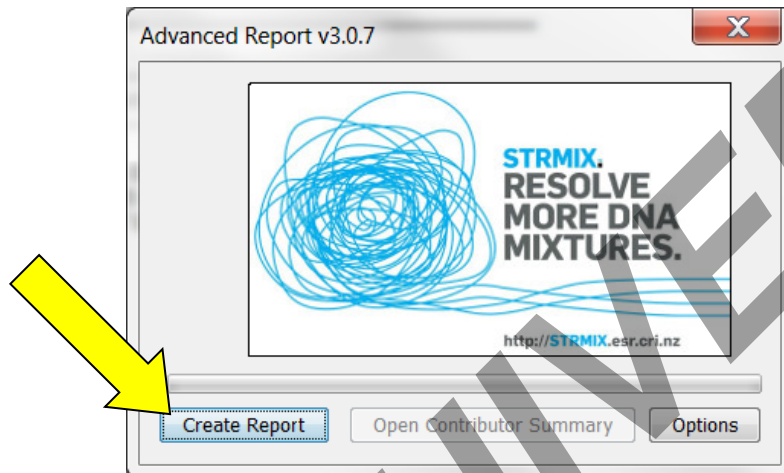 Advanced Report v3.0.7
STRMIX.
RESOLVE
MORE DNA
MIXTURES.
http://STRMIX.esr.cri.nz
Create Report
Open Contributor Summary
Options